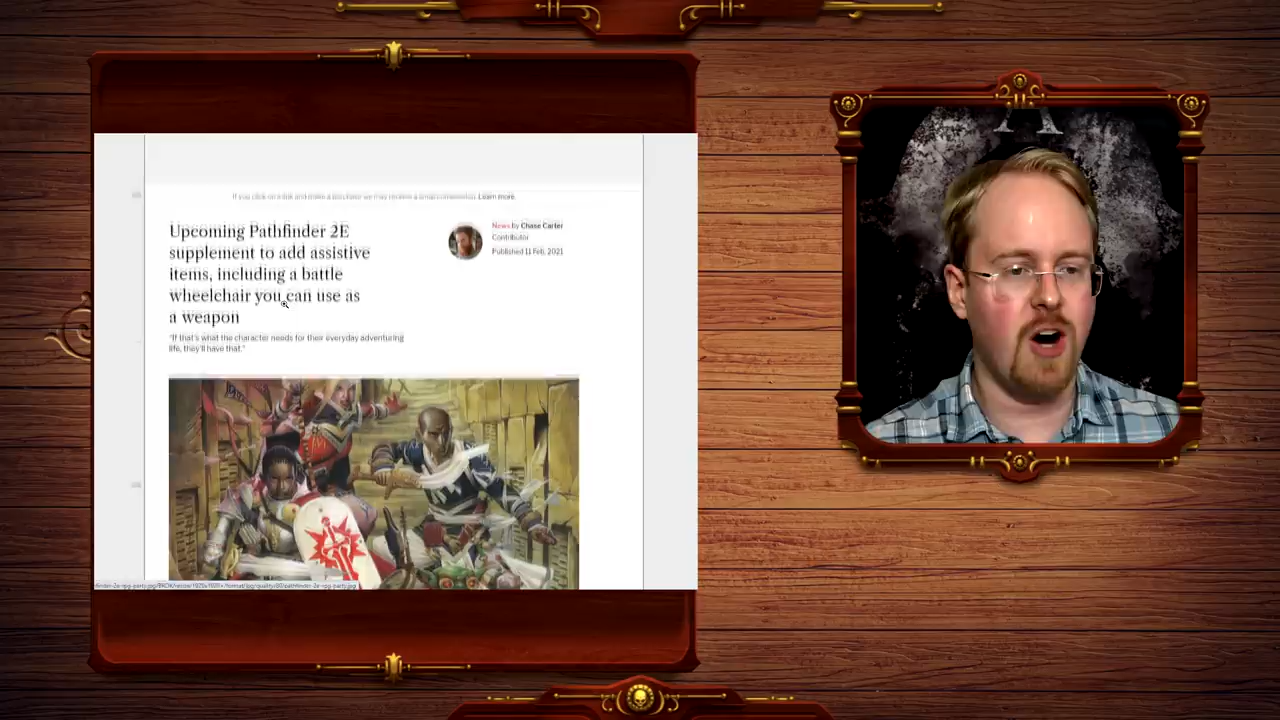 If you click on a link and make a purchase we may receive a small commission. Learn more.
Upcoming Pathfinder 2E
supplement to add assistive
items, including a battle
wheelchair you can use as
a weapon
"If that's what the character needs for their everyday adventuring
life, they'll have that."
News by Chase Carter
Contributor
Published 11 Feb, 2021